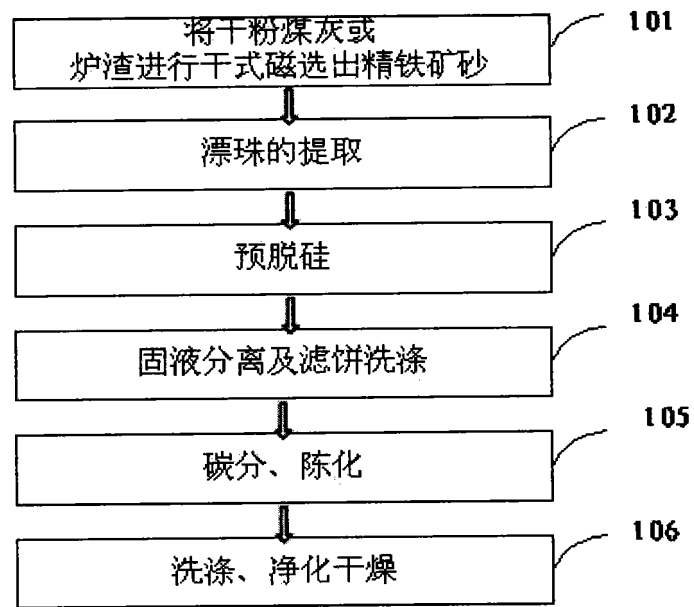 将干粉煤灰或
炉渣进行干式磁选出精铁矿砂
101
漂珠的提取
102
预脱硅
103
固液分离及滤饼洗涤
104
碳分、陈化
105
洗涤、净化干燥
106